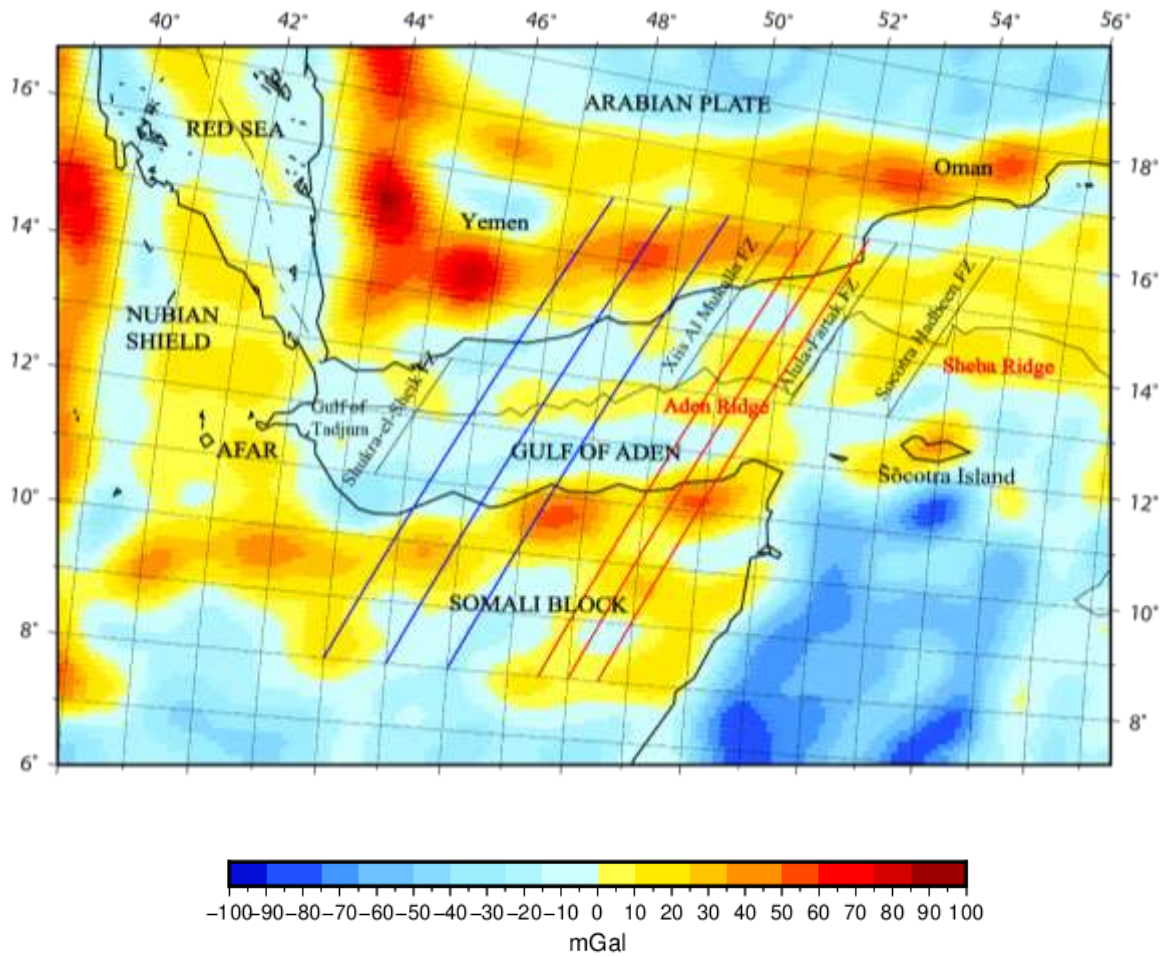 40° 42° 44° 46° 48° 50° 52° 54° 56°
16°
ARABIAN PLATE
RED SEA
Oman
18°
14°
Yemen
Xiis Al Mukalla FZ
16°
NUBIAN
SHIELD
Alula-Fartak FZ
Socotra Hadbeen FZ
12°
Shukra-el-Sheik FZ
Sheba Ridge
14°
Gulf of
Tadjura
Aden Ridge
AFAR
GULF OF ADEN
Socotra Island
10°
12°
SOMALI BLOCK
10°
8°
8°
6°
−100 −90 −80 −70 −60 −50 −40 −30 −20 −10 0 10 20 30 40 50 60 70 80 90 100
mGal